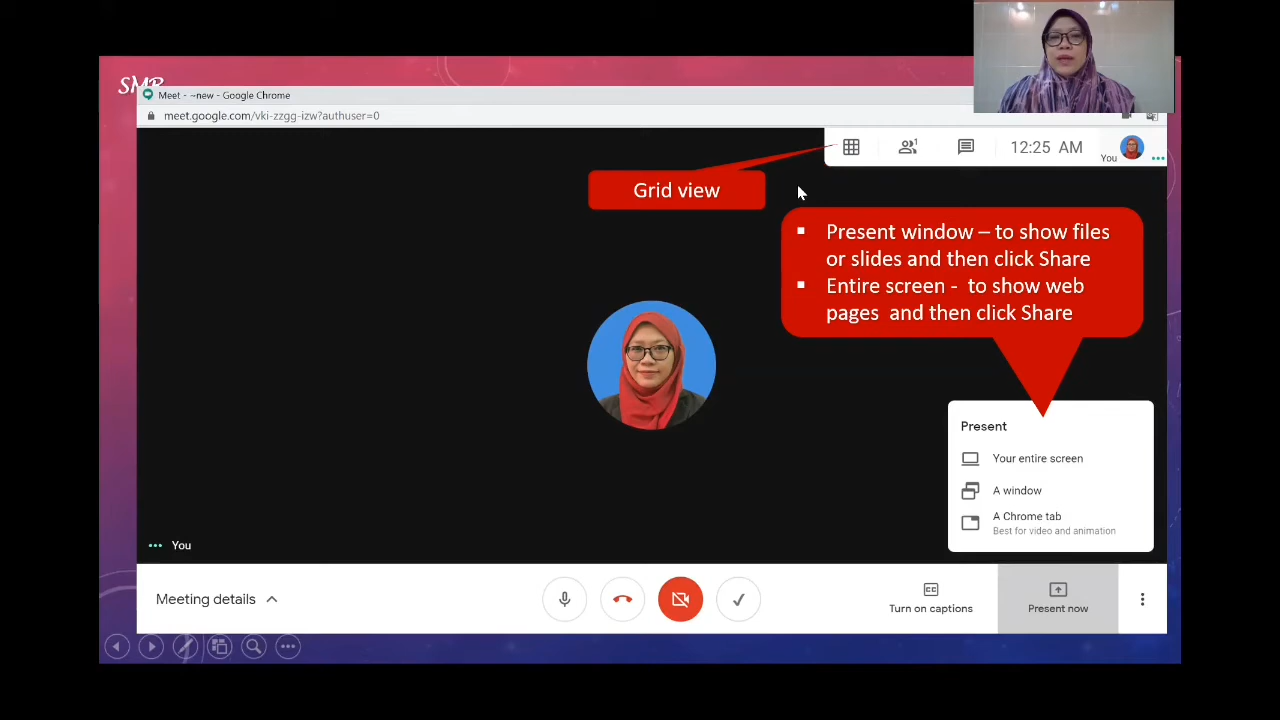 SMB
Meet - ~new - Google Chrome
meet.google.com/vki-zzgg-izw?authuser=0
1
12:25 AM
You
Grid view
▪ Present window – to show files
or slides and then click Share
▪ Entire screen - to show web
pages and then click Share
Present
Your entire screen
A window
A Chrome tab
Best for video and animation
You
Meeting details
CC
Turn on captions
Present now